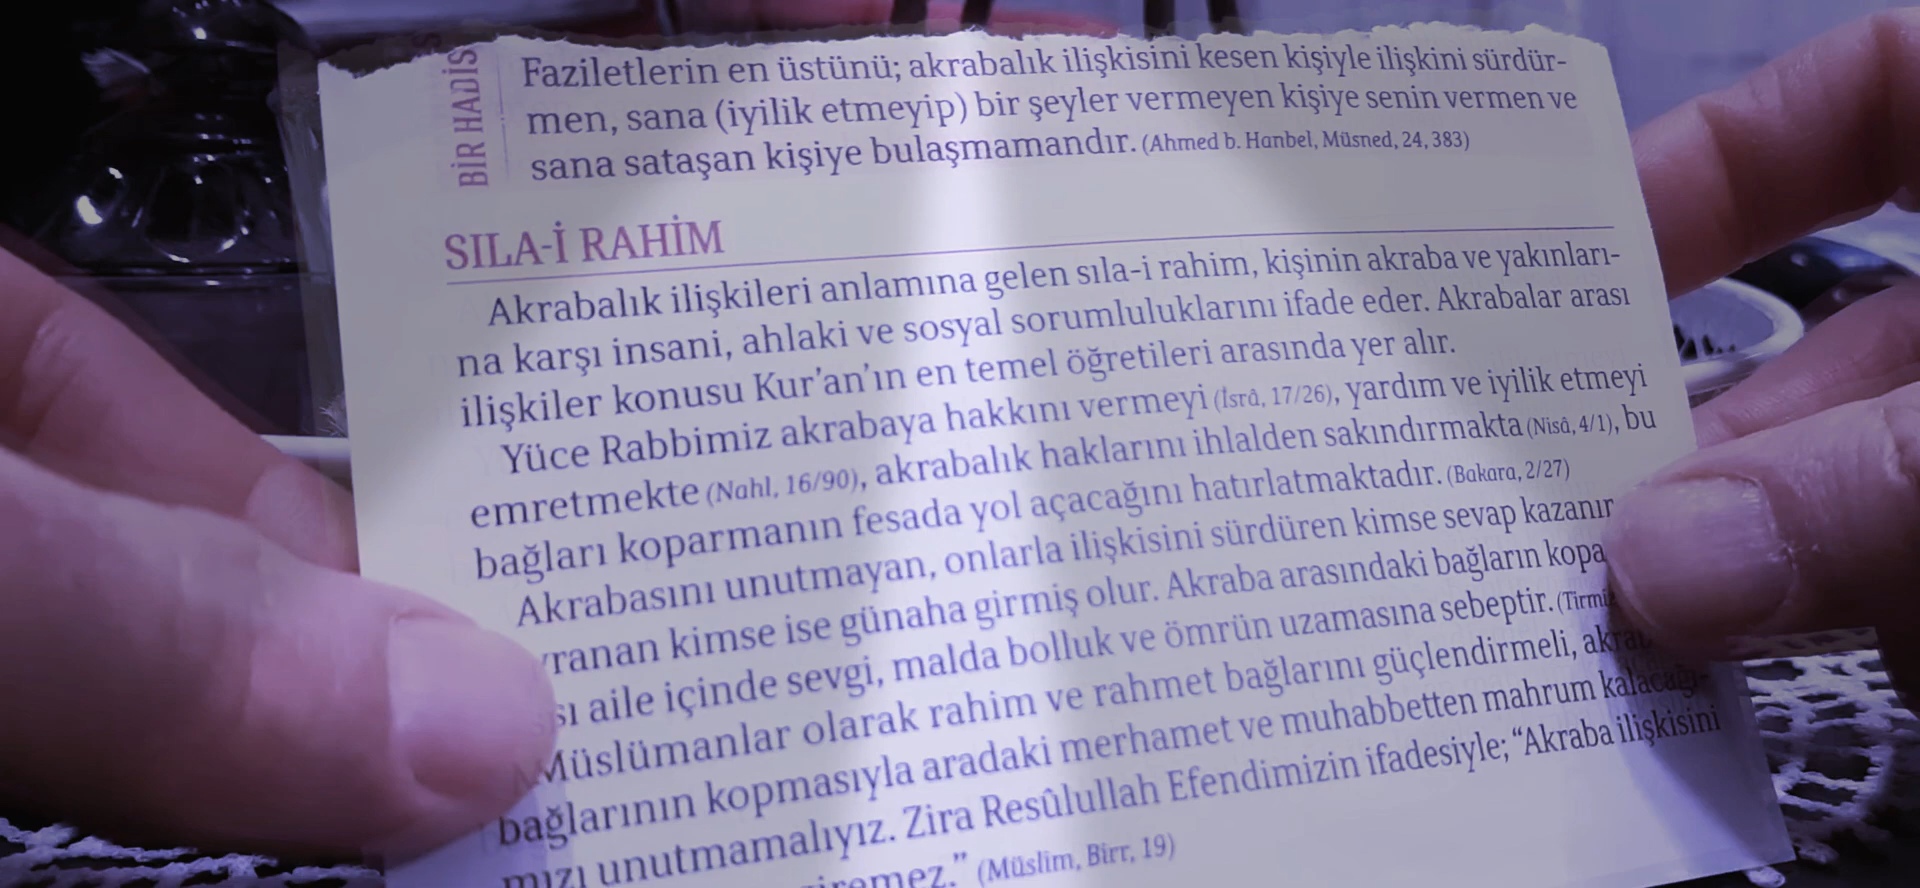 BİR HADİS
Faziletlerin en üstünü; akrabalık ilişkisini kesen kişiyle ilişkini sürdür-
men, sana (iyilik etmeyip) bir şeyler vermeyen kişiye senin vermen ve
sana sataşan kişiye bulaşmamandır. (Ahmed b. Hanbel, Müsned, 24, 383)
SILA-İ RAHİM
Akrabalık ilişkileri anlamına gelen sıla-i rahim, kişinin akraba ve yakınları-
na karşı insani, ahlaki ve sosyal sorumluluklarını ifade eder. Akrabalar arası
ilişkiler konusu Kur'an'ın en temel öğretileri arasında yer alır.
Yüce Rabbimiz akrabaya hakkını vermeyi (İsrâ, 17/26), yardım ve iyilik etmeyi
emretmekte (Nahl, 16/90), akrabalık haklarını ihlalden sakındırmakta (Nisâ, 4/1), bu
bağları koparmanın fesada yol açacağını hatırlatmaktadır. (Bakara, 2/27)
Akrabasını unutmayan, onlarla ilişkisini sürdüren kimse sevap kazanır
vranan kimse ise günaha girmiş olur. Akraba arasındaki bağların kopa
sı aile içinde sevgi, malda bolluk ve ömrün uzamasına sebeptir. (Tirmi
Müslümanlar olarak rahim ve rahmet bağlarını güçlendirmeli, akra
bağlarının kopmasıyla aradaki merhamet ve muhabbetten mahrum kalacağı-
mızı unutmamalıyız. Zira Resûlullah Efendimizin ifadesiyle; "Akraba ilişkisini
giremez." (Müslim, Birr, 19)